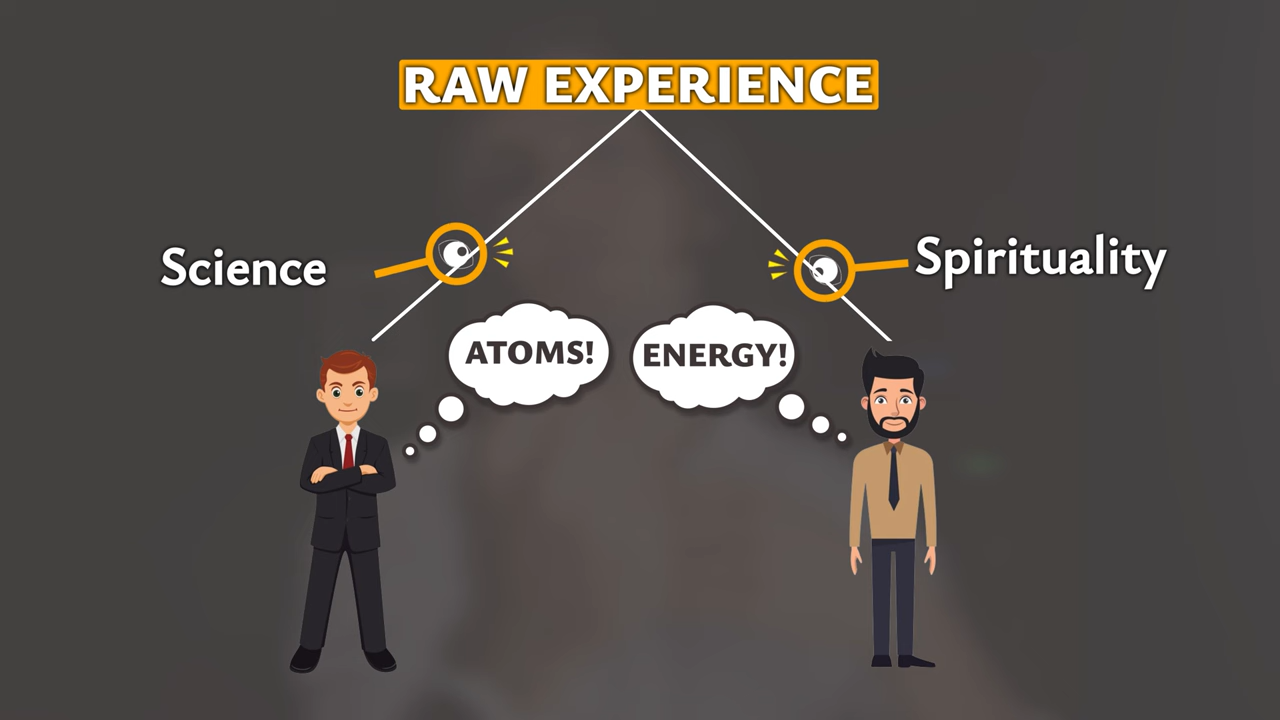 RAW EXPERIENCE
Science
Spirituality
ATOMS!
ENERGY!